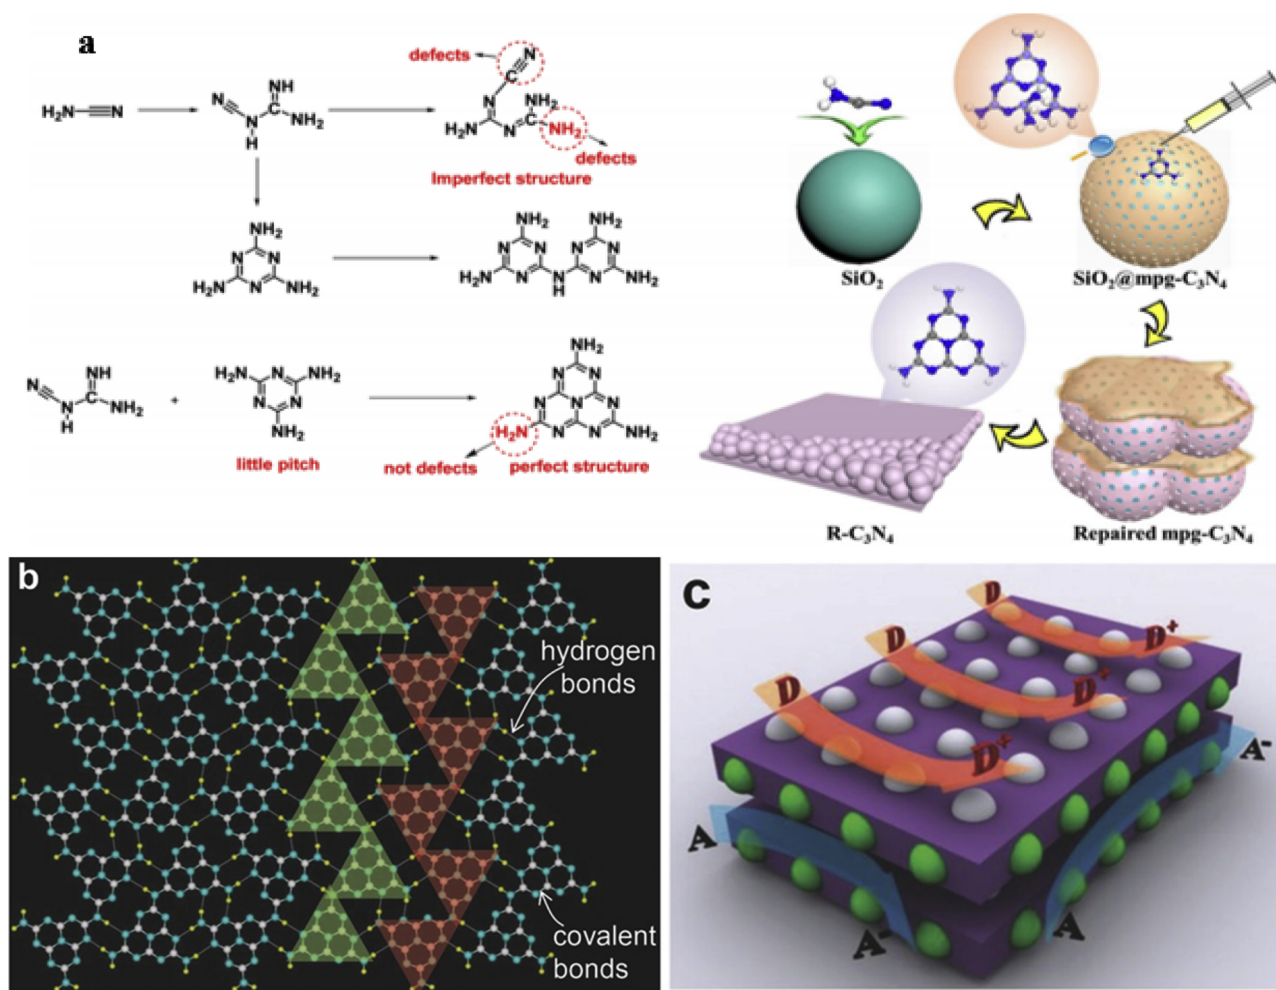 a
defects
N
C
H₂N
N
N
NH
C
NH₂
N
H
N
H₂N
NH₂
C
N
NH₂
defects
Imperfect structure
NH₂
N
N
H₂N
N
NH₂
NH₂
NH₂
N
N
N
N
H₂N
N
N
H
N
NH₂
N
NH
C
NH₂
N
H
+
H₂N
N
NH₂
N
N
NH₂
little pitch
NH₂
N
N
N
N
N
H₂N
N
N
NH₂
not defects
perfect structure
SiO₂
SiO₂@mpg-C₃N₄
R-C₃N₄
Repaired mpg-C₃N₄
b
hydrogen
bonds
covalent
bonds
C
D
D⁺
D
D⁺
D
D⁺
A⁻
A
A⁻
A